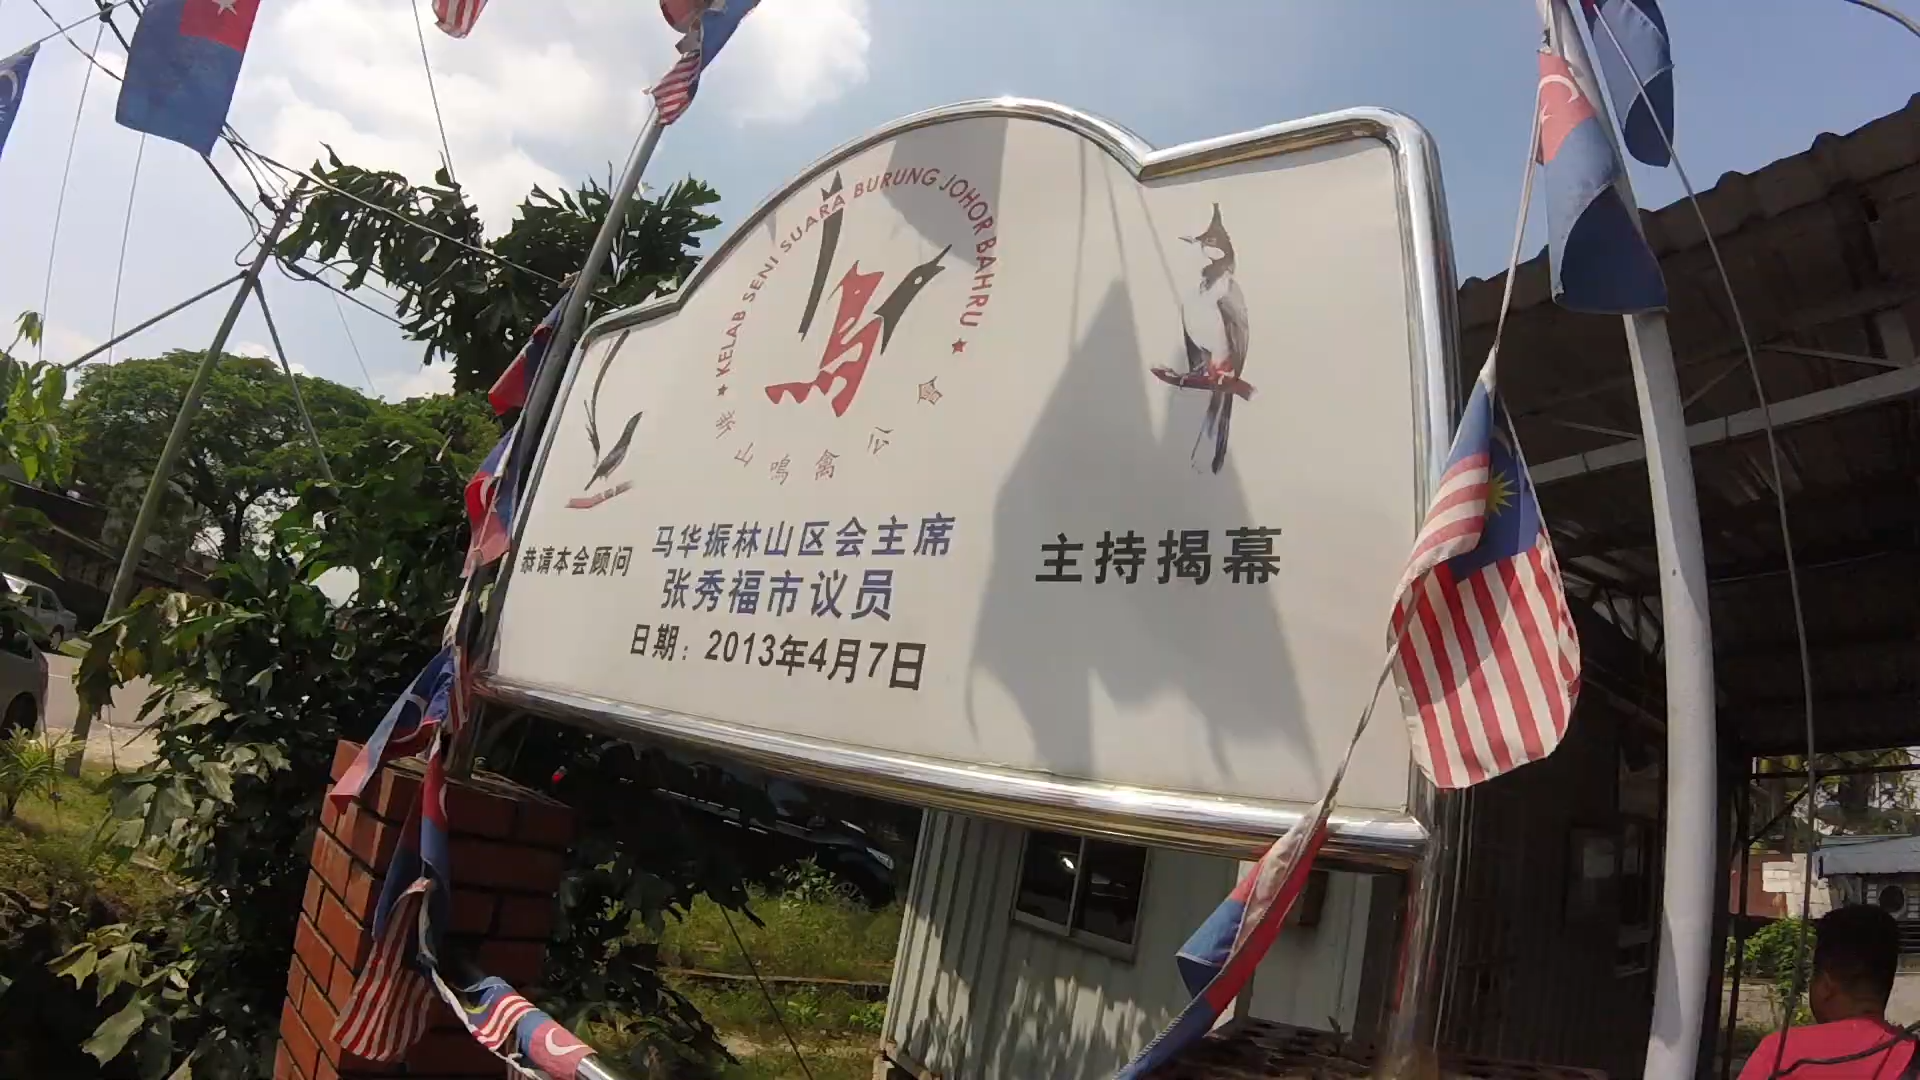 ★ KELAB SENI SUARA BURUNG JOHOR BAHRU ★
柴山鳴禽公會
恭请本会顾问
马华振林山区会主席
张秀福市议员
主持揭幕
日期：2013年4月7日